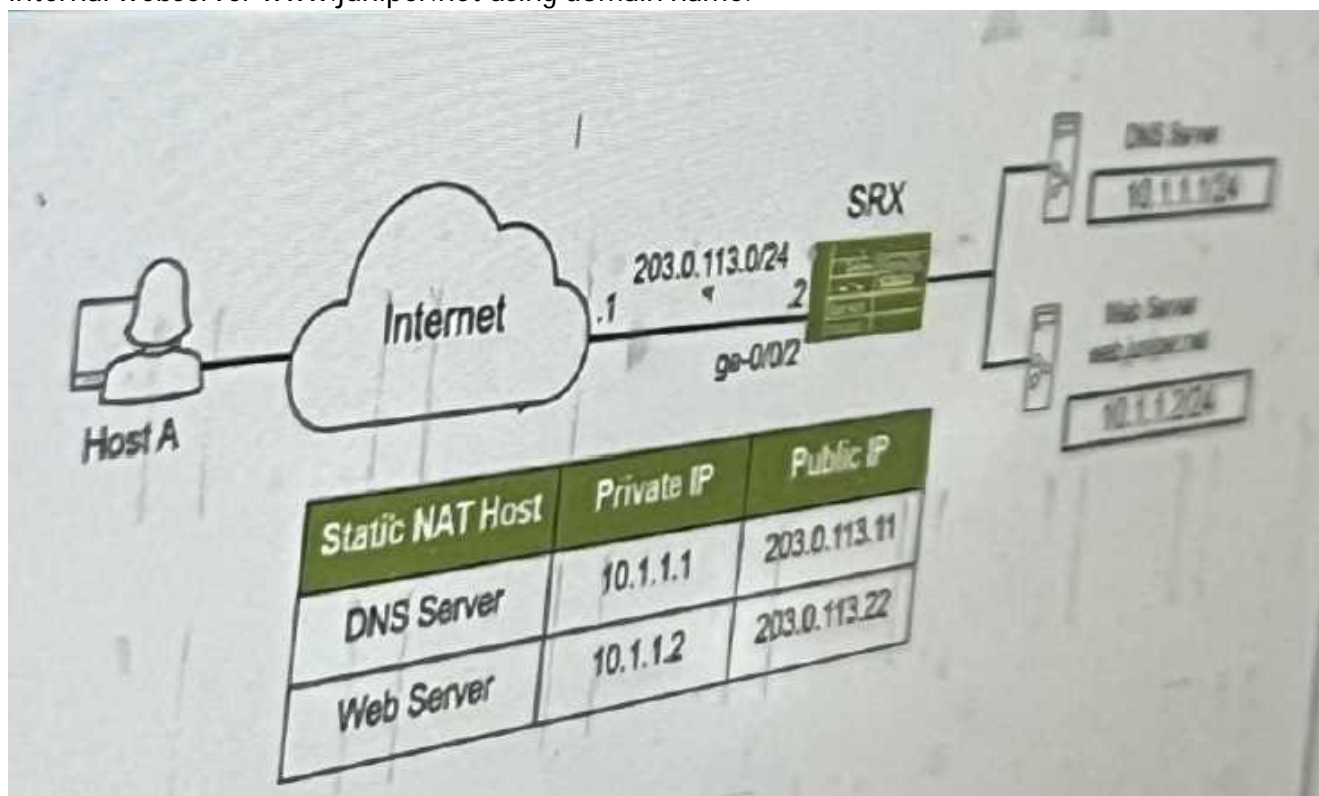 internal webserver www.juniper.net using domain name.
DNS Server
10.1.1.1/24
SRX
203.0.113.0/24
.1
.2
Internet
ge-0/0/2
Web Server
web.juniper.net
10.1.1.2/24
Host A
Static NAT Host Private IP Public IP
DNS Server 10.1.1.1 203.0.113.11
Web Server 10.1.1.2 203.0.113.22